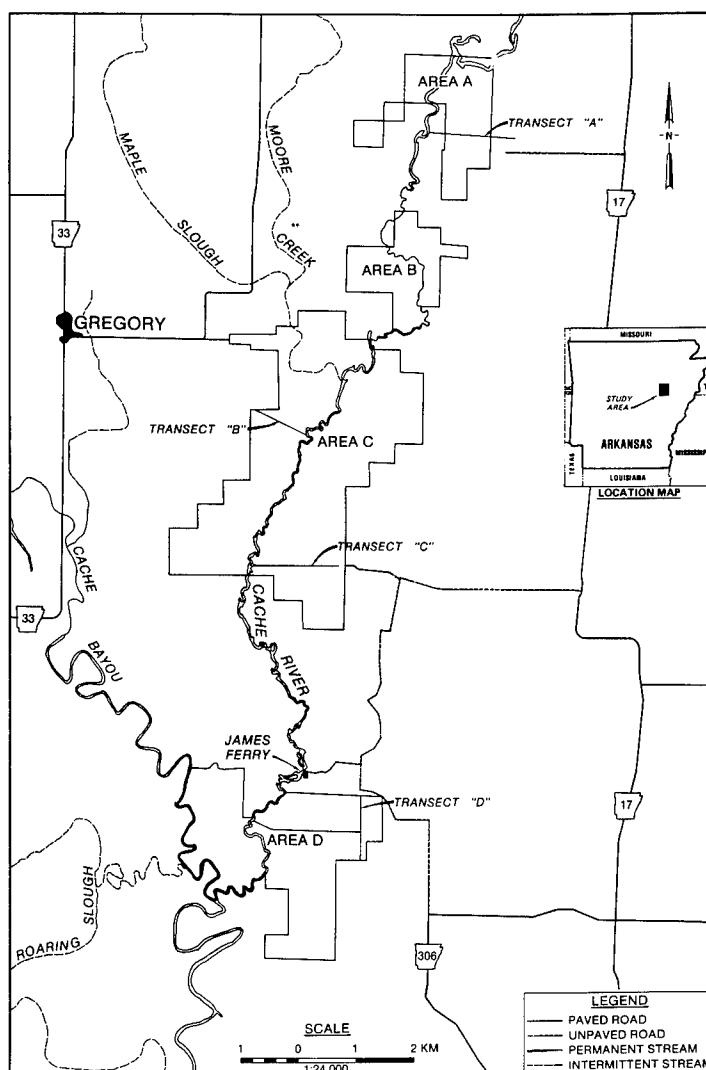 AREA A
TRANSECT "A"
N
MAPLE
SLOUGH
MOORE
CREEK
33
17
AREA B
GREGORY
MISSOURI
STUDY
AREA
ARKANSAS
TEXAS
LOUISIANA
LOCATION MAP
TRANSECT "B"
AREA C
TRANSECT "C"
CACHE
RIVER
CACHE
BAYOU
33
JAMES
FERRY
TRANSECT "D"
17
AREA D
ROARING
SLOUGH
306
SCALE
1 0 1 2 KM
1:24,000
LEGEND
PAVED ROAD
UNPAVED ROAD
PERMANENT STREAM
INTERMITTENT STREAM